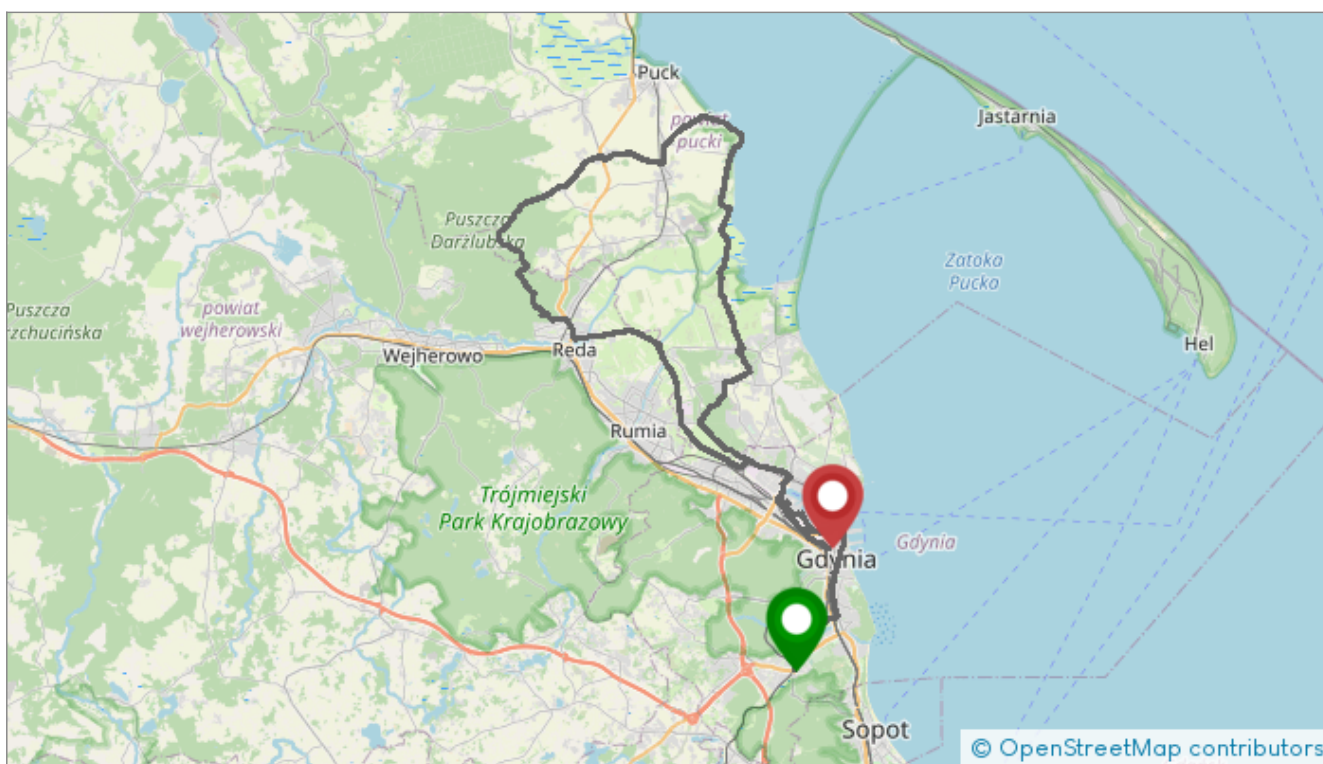 Puck
Jastarnia
powiat
pucki
Puszcza
Darżlubska
Zatoka
Pucka
Puszcza
rzchucińska
powiat
wejherowski
Hel
Wejherowo
Reda
Rumia
Trójmiejski
Park Krajobrazowy
Gdynia
Gdynia
Sopot
© OpenStreetMap contributors